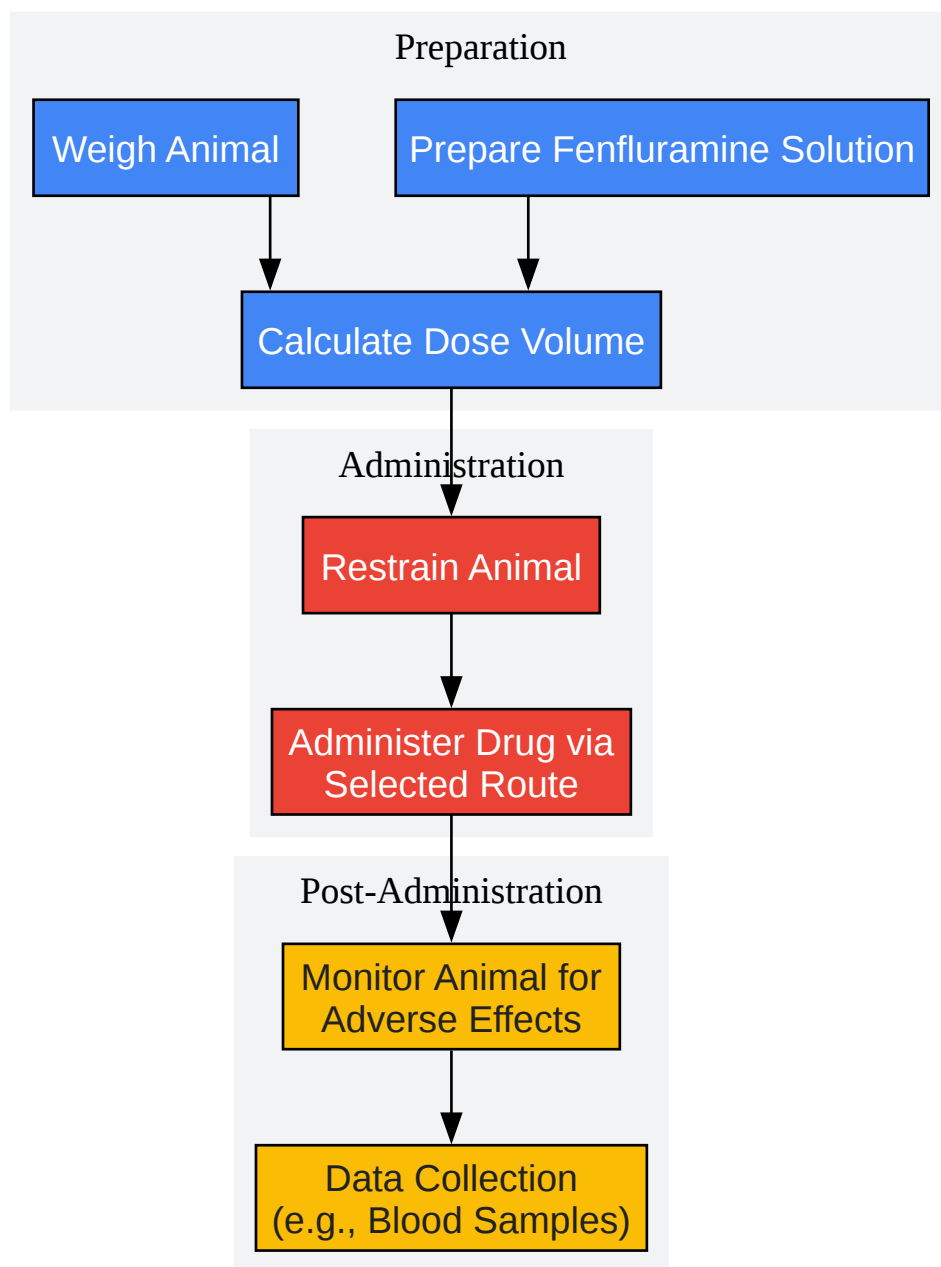 Preparation
Weigh Animal
Prepare Fenfluramine Solution
Calculate Dose Volume
Administration
Restrain Animal
Administer Drug via
Selected Route
Post-Administration
Monitor Animal for
Adverse Effects
Data Collection
(e.g., Blood Samples)